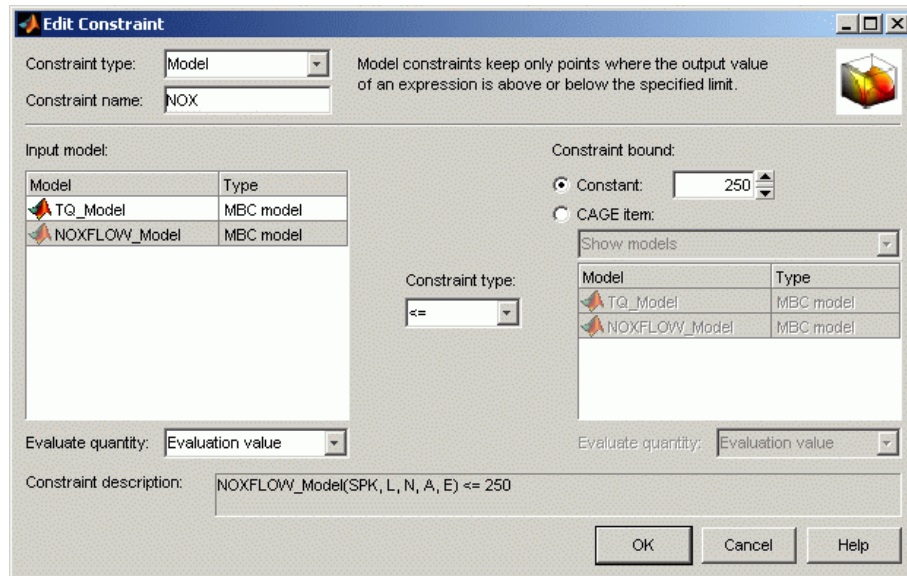 Edit Constraint
Constraint type: Model
Model constraints keep only points where the output value
of an expression is above or below the specified limit.
Constraint name: NOX
Input model:
Constraint bound:
Model Type
TQ_Model MBC model
NOXFLOW_Model MBC model
Constant: 250
CAGE item:
Show models
Constraint type:
<=
Model Type
TQ_Model MBC model
NOXFLOW_Model MBC model
Evaluate quantity: Evaluation value
Evaluate quantity: Evaluation value
Constraint description: NOXFLOW_Model(SPK, L, N, A, E) <= 250
OK Cancel Help